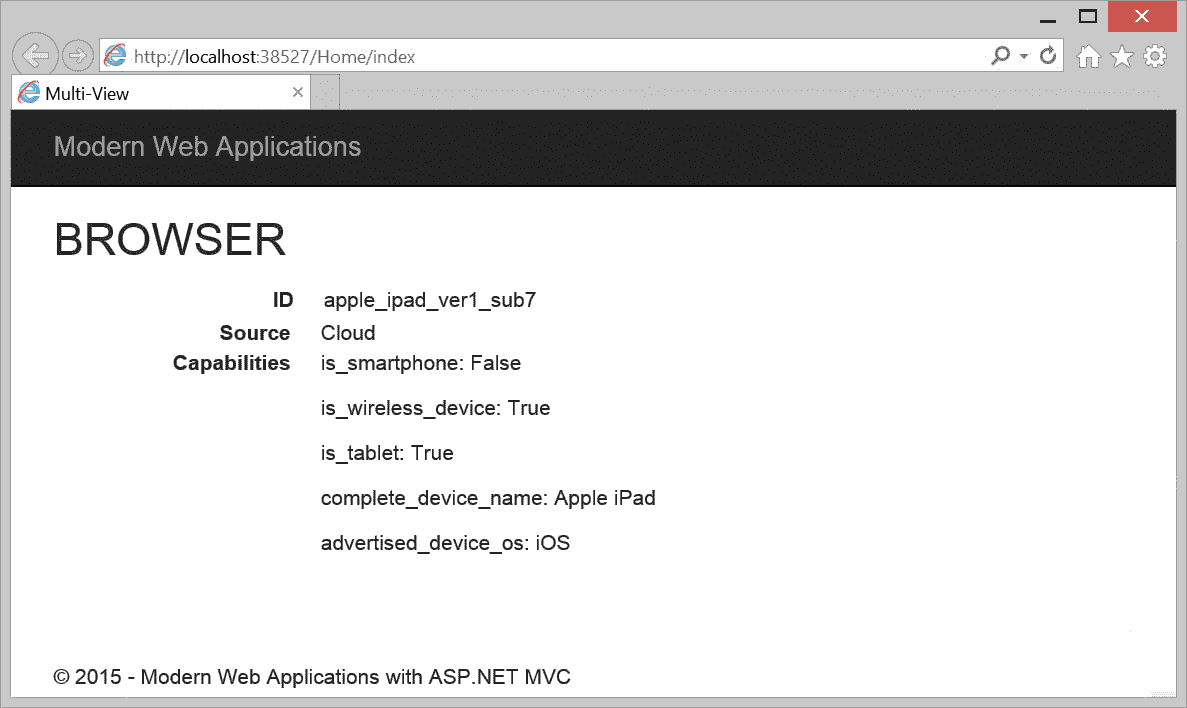 http://localhost:38527/Home/index
Multi-View
Modern Web Applications
BROWSER
ID apple_ipad_ver1_sub7
Source Cloud
Capabilities is_smartphone: False
is_wireless_device: True
is_tablet: True
complete_device_name: Apple iPad
advertised_device_os: iOS
© 2015 - Modern Web Applications with ASP.NET MVC